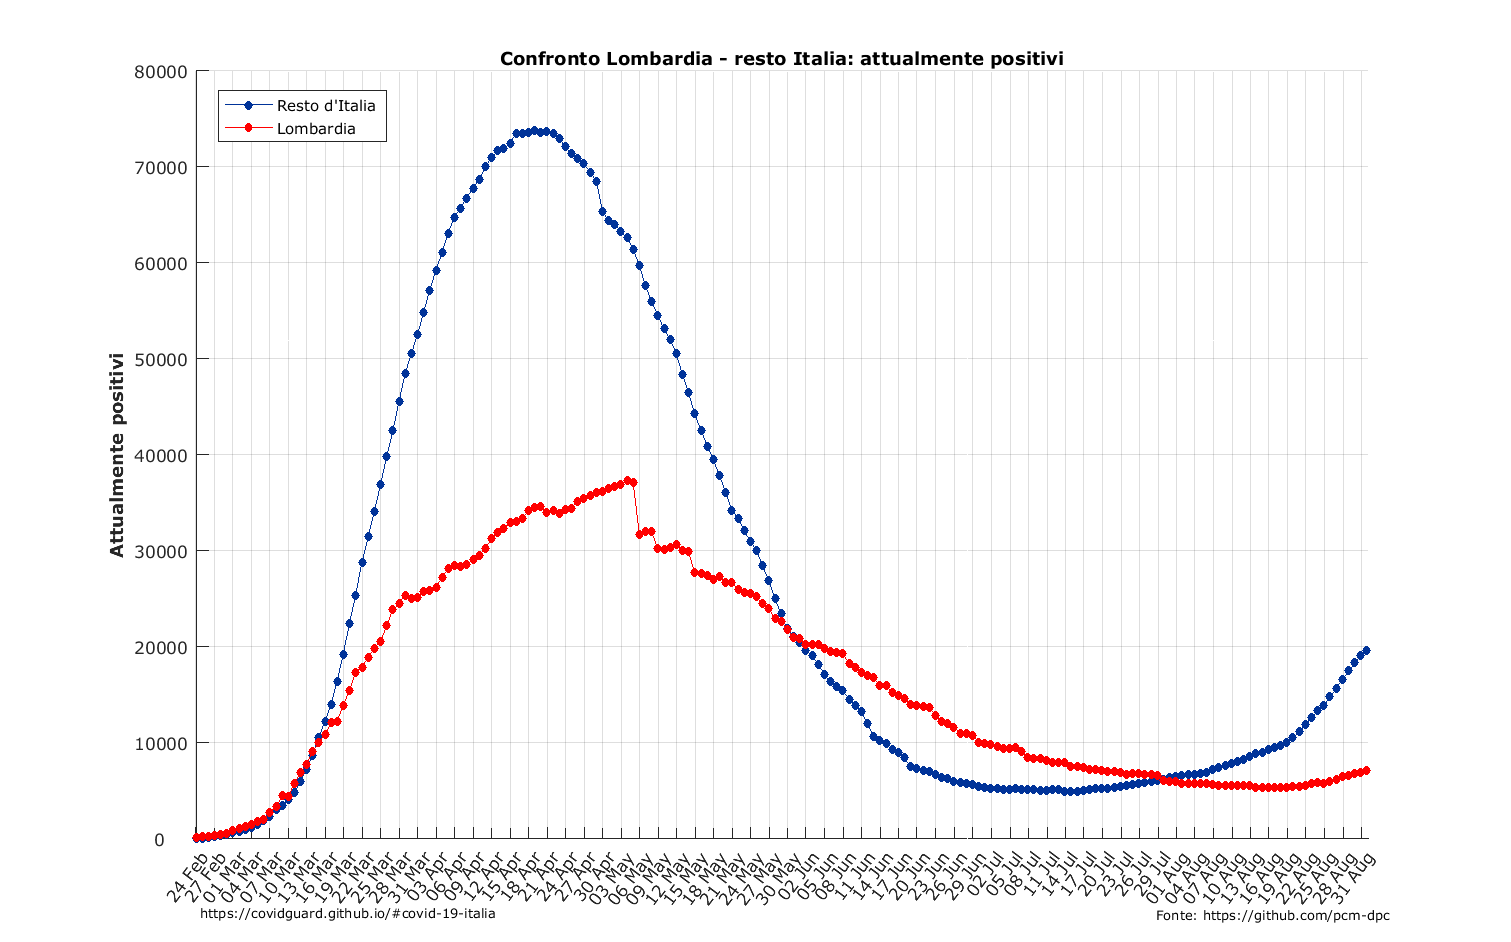 Confronto Lombardia - resto Italia: attualmente positivi
Resto d'Italia
Lombardia
Attualmente positivi
80000
70000
60000
50000
40000
30000
20000
10000
0
24 Feb
27 Feb
01 Mar
04 Mar
07 Mar
10 Mar
13 Mar
16 Mar
19 Mar
22 Mar
25 Mar
28 Mar
31 Mar
03 Apr
06 Apr
09 Apr
12 Apr
15 Apr
18 Apr
21 Apr
24 Apr
27 Apr
30 Apr
03 May
06 May
09 May
12 May
15 May
18 May
21 May
24 May
27 May
30 May
02 Jun
05 Jun
08 Jun
11 Jun
14 Jun
17 Jun
20 Jun
23 Jun
26 Jun
29 Jun
02 Jul
05 Jul
08 Jul
11 Jul
14 Jul
17 Jul
20 Jul
23 Jul
26 Jul
29 Jul
01 Aug
04 Aug
07 Aug
10 Aug
13 Aug
16 Aug
19 Aug
22 Aug
25 Aug
28 Aug
31 Aug
https://covidguard.github.io/#covid-19-italia
Fonte: https://github.com/pcm-dpc